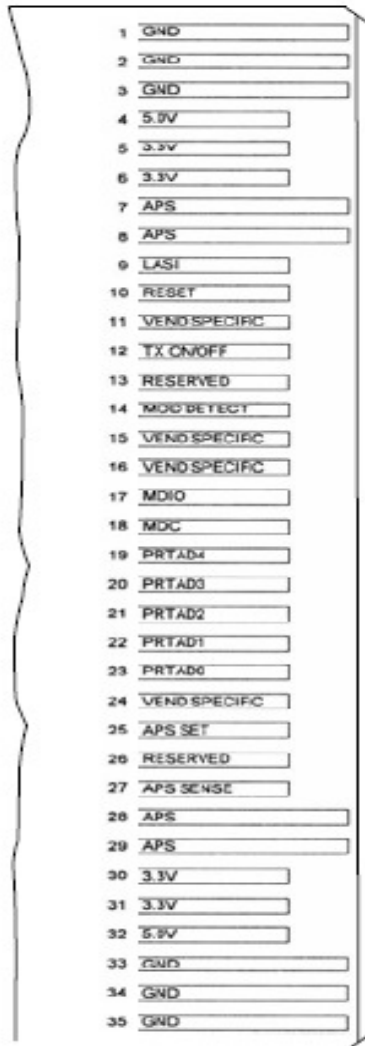 1 GND
2 GND
3 GND
4 5.0V
5 3.3V
6 3.3V
7 APS
8 APS
9 LASI
10 RESET
11 VEND SPECIFIC
12 TX ON/OFF
13 RESERVED
14 MOD DETECT
15 VEND SPECIFIC
16 VEND SPECIFIC
17 MDIO
18 MDC
19 PRTAD4
20 PRTAD3
21 PRTAD2
22 PRTAD1
23 PRTAD0
24 VEND SPECIFIC
25 APS SET
26 RESERVED
27 APS SENSE
28 APS
29 APS
30 3.3V
31 3.3V
32 5.0V
33 GND
34 GND
35 GND